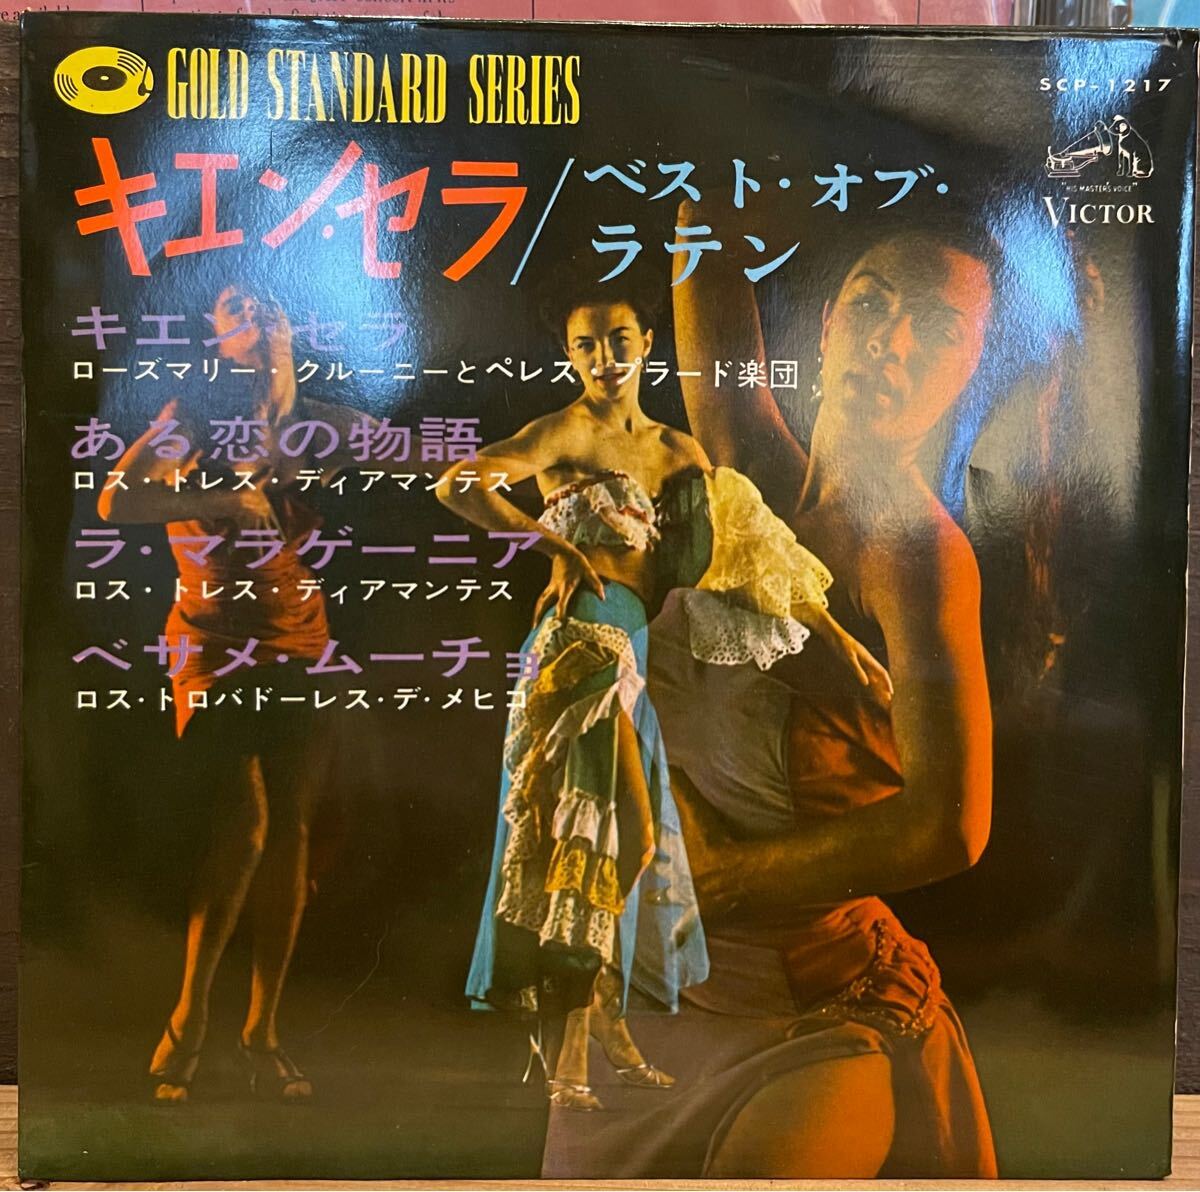 GOLD STANDARD SERIES
SCP-1217
"HIS MASTER'S VOICE"
VICTOR
キエン・セラ/ベスト・オブ・
ラテン
キエン・セラ
ローズマリー・クルーニーとペレス・プラード楽団
ある恋の物語
ロス・トレス・ディアマンテス
ラ・マラゲーニア
ロス・トレス・ディアマンテス
ベサメ・ムーチョ
ロス・トロバドーレス・デ・メヒコ